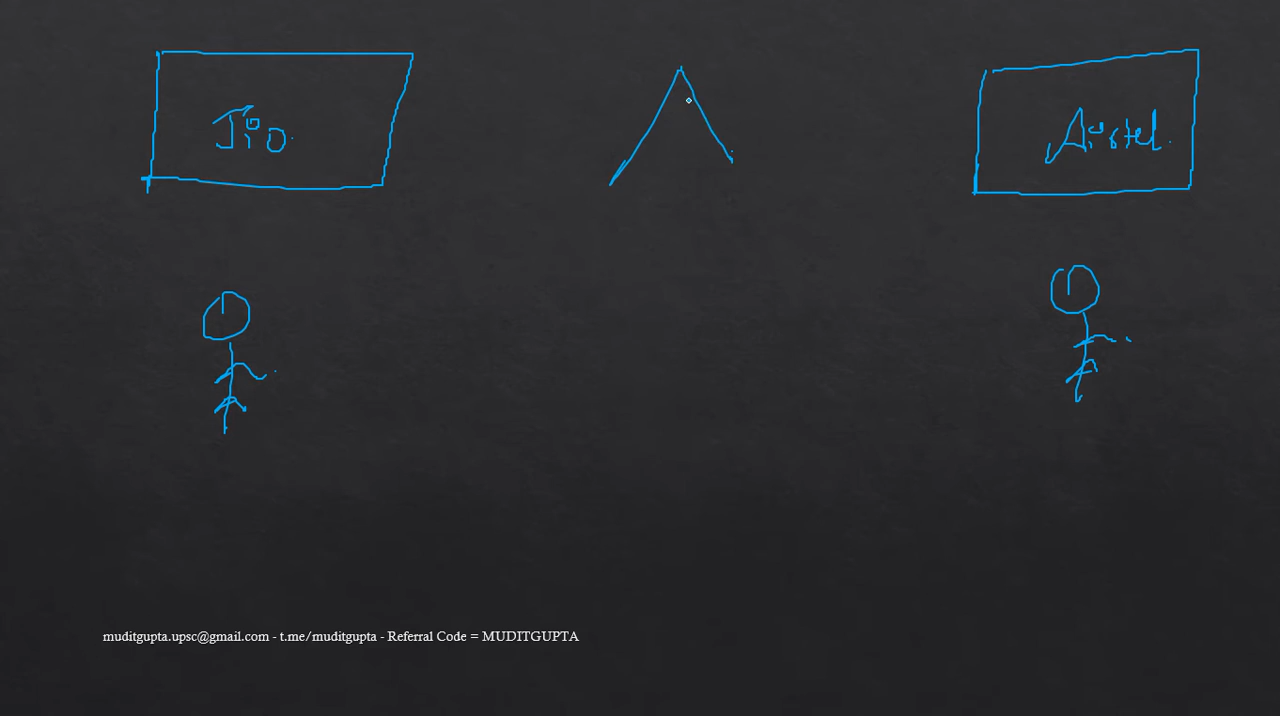 Jio.
Airtel.
muditgupta.upsc@gmail.com - t.me/muditgupta - Referral Code = MUDITGUPTA